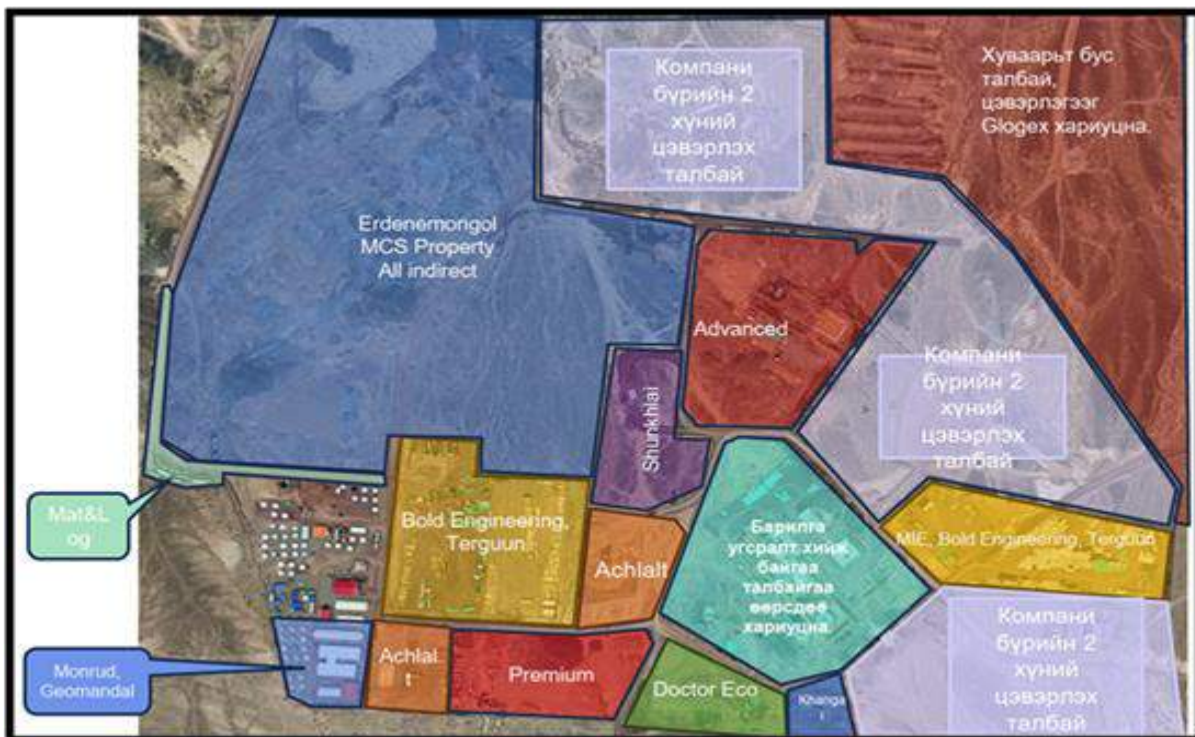 Компани
бүрийн 2
хүний
цэвэрлэх
талбай
Хуваарьт бус
талбай,
цэвэрлэгээг
Glogex хариуцна.
Erdenemongol
MCS Property
All indirect
Advanced
Компани
бүрийн 2
хүний
цэвэрлэх
талбай
Shunkhlai
Mat&L
og
Bold Engineering,
Terguun
Achlalt
Барилга
угсралт хийж
байгаа
талбайгаа
өөрсдөө
хариуцна
MIE, Bold Engineering, Terguun
Monrud,
Geomandal
Achlal
t
Premium
Doctor Eco
Khanga
Компани
бүрийн 2
хүний
цэвэрлэх
талбай